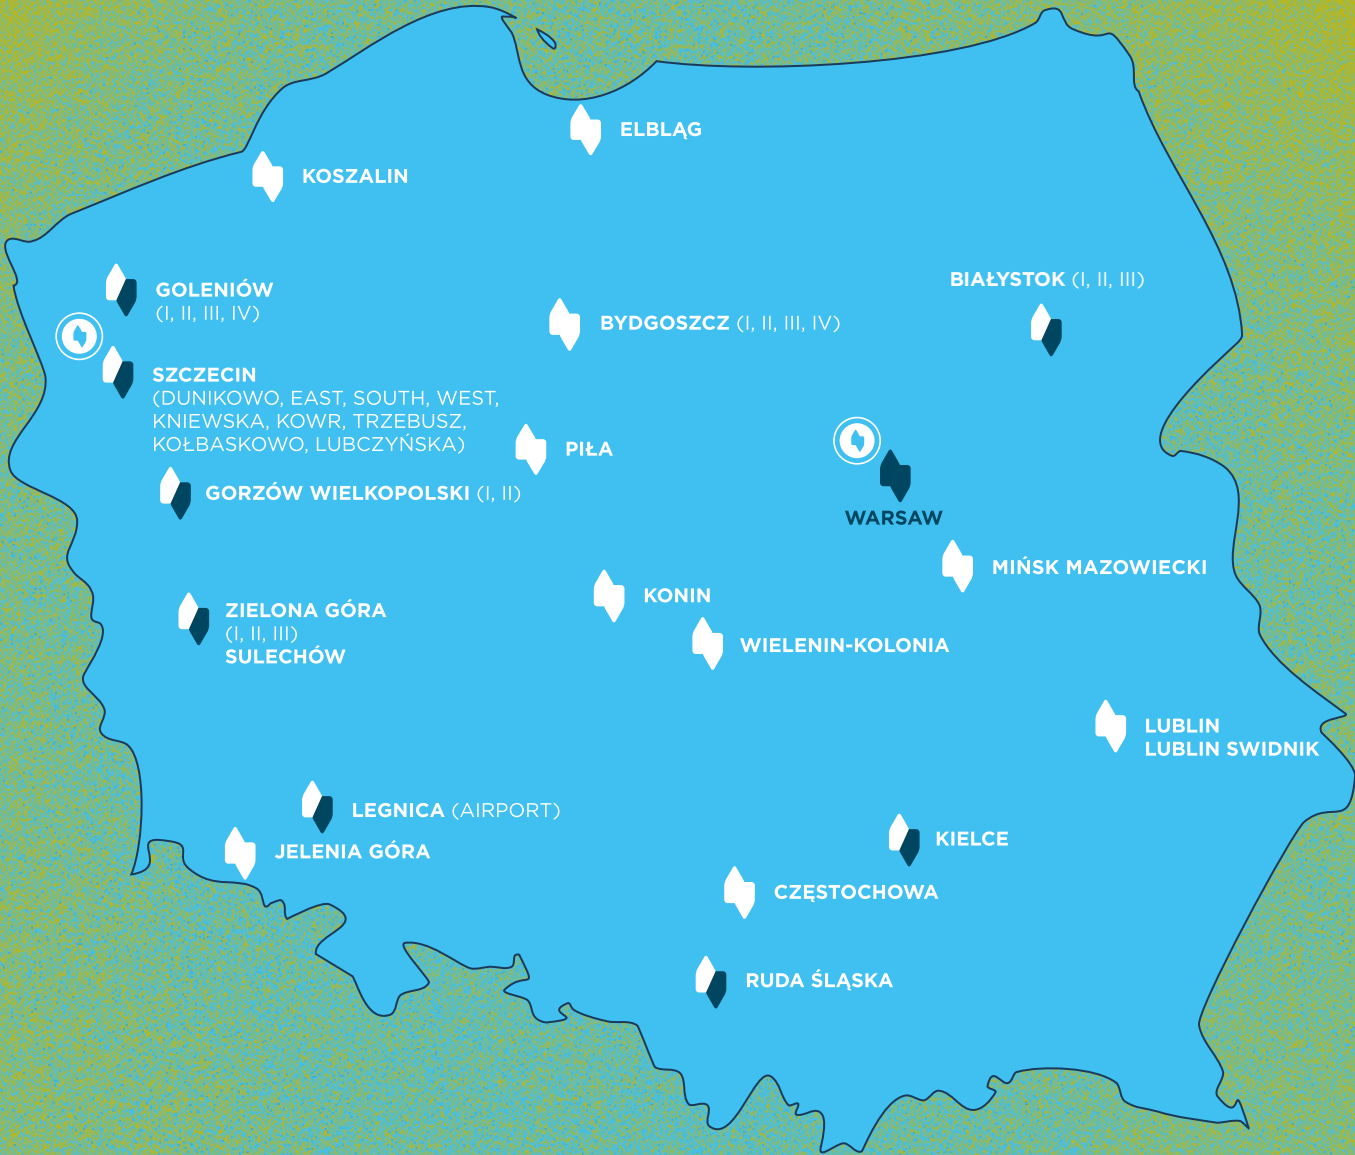 ELBLĄG
KOSZALIN
BIAŁYSTOK (I, II, III)
GOLENIÓW
(I, II, III, IV)
BYDGOSZCZ (I, II, III, IV)
SZCZECIN
(DUNIKOWO, EAST, SOUTH, WEST,
KNIEWSKA, KOWR, TRZEBUSZ,
KOŁBASKOWO, LUBCZYŃSKA)
PIŁA
GORZÓW WIELKOPOLSKI (I, II)
WARSAW
MIŃSK MAZOWIECKI
KONIN
ZIELONA GÓRA
(I, II, III)
SULECHÓW
WIELENIN-KOLONIA
LUBLIN
LUBLIN SWIDNIK
LEGNICA (AIRPORT)
KIELCE
JELENIA GÓRA
CZĘSTOCHOWA
RUDA ŚLĄSKA